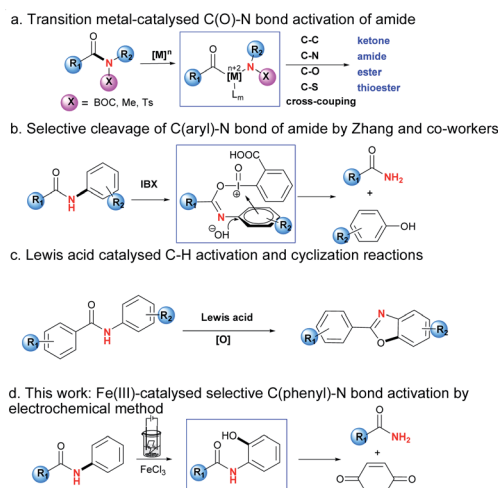 a. Transition metal-catalysed C(O)-N bond activation of amide
O
R₁
N
R₂
X
[M]ⁿ
O
R₁
n+2
[M]
N
R₂
X
Lₘ
C-C ketone
C-N amide
C-O ester
C-S thioester
cross-couping
X = BOC, Me, Ts
b. Selective cleavage of C(aryl)-N bond of amide by Zhang and co-workers
O
R₁
N
H
R₂
IBX
HOOC
O
O
I
⊕
R₁
N
R₂
⊖OH
O
R₁
NH₂
+
R₂
OH
c. Lewis acid catalysed C-H activation and cyclization reactions
R₁
O
N
H
R₂
Lewis acid
[O]
R₁
N
O
R₂
d. This work: Fe(III)-catalysed selective C(phenyl)-N bond activation by
electrochemical method
O
R₁
N
H
FeCl₃
HO
O
R₁
N
H
O
R₁
NH₂
+
O
O